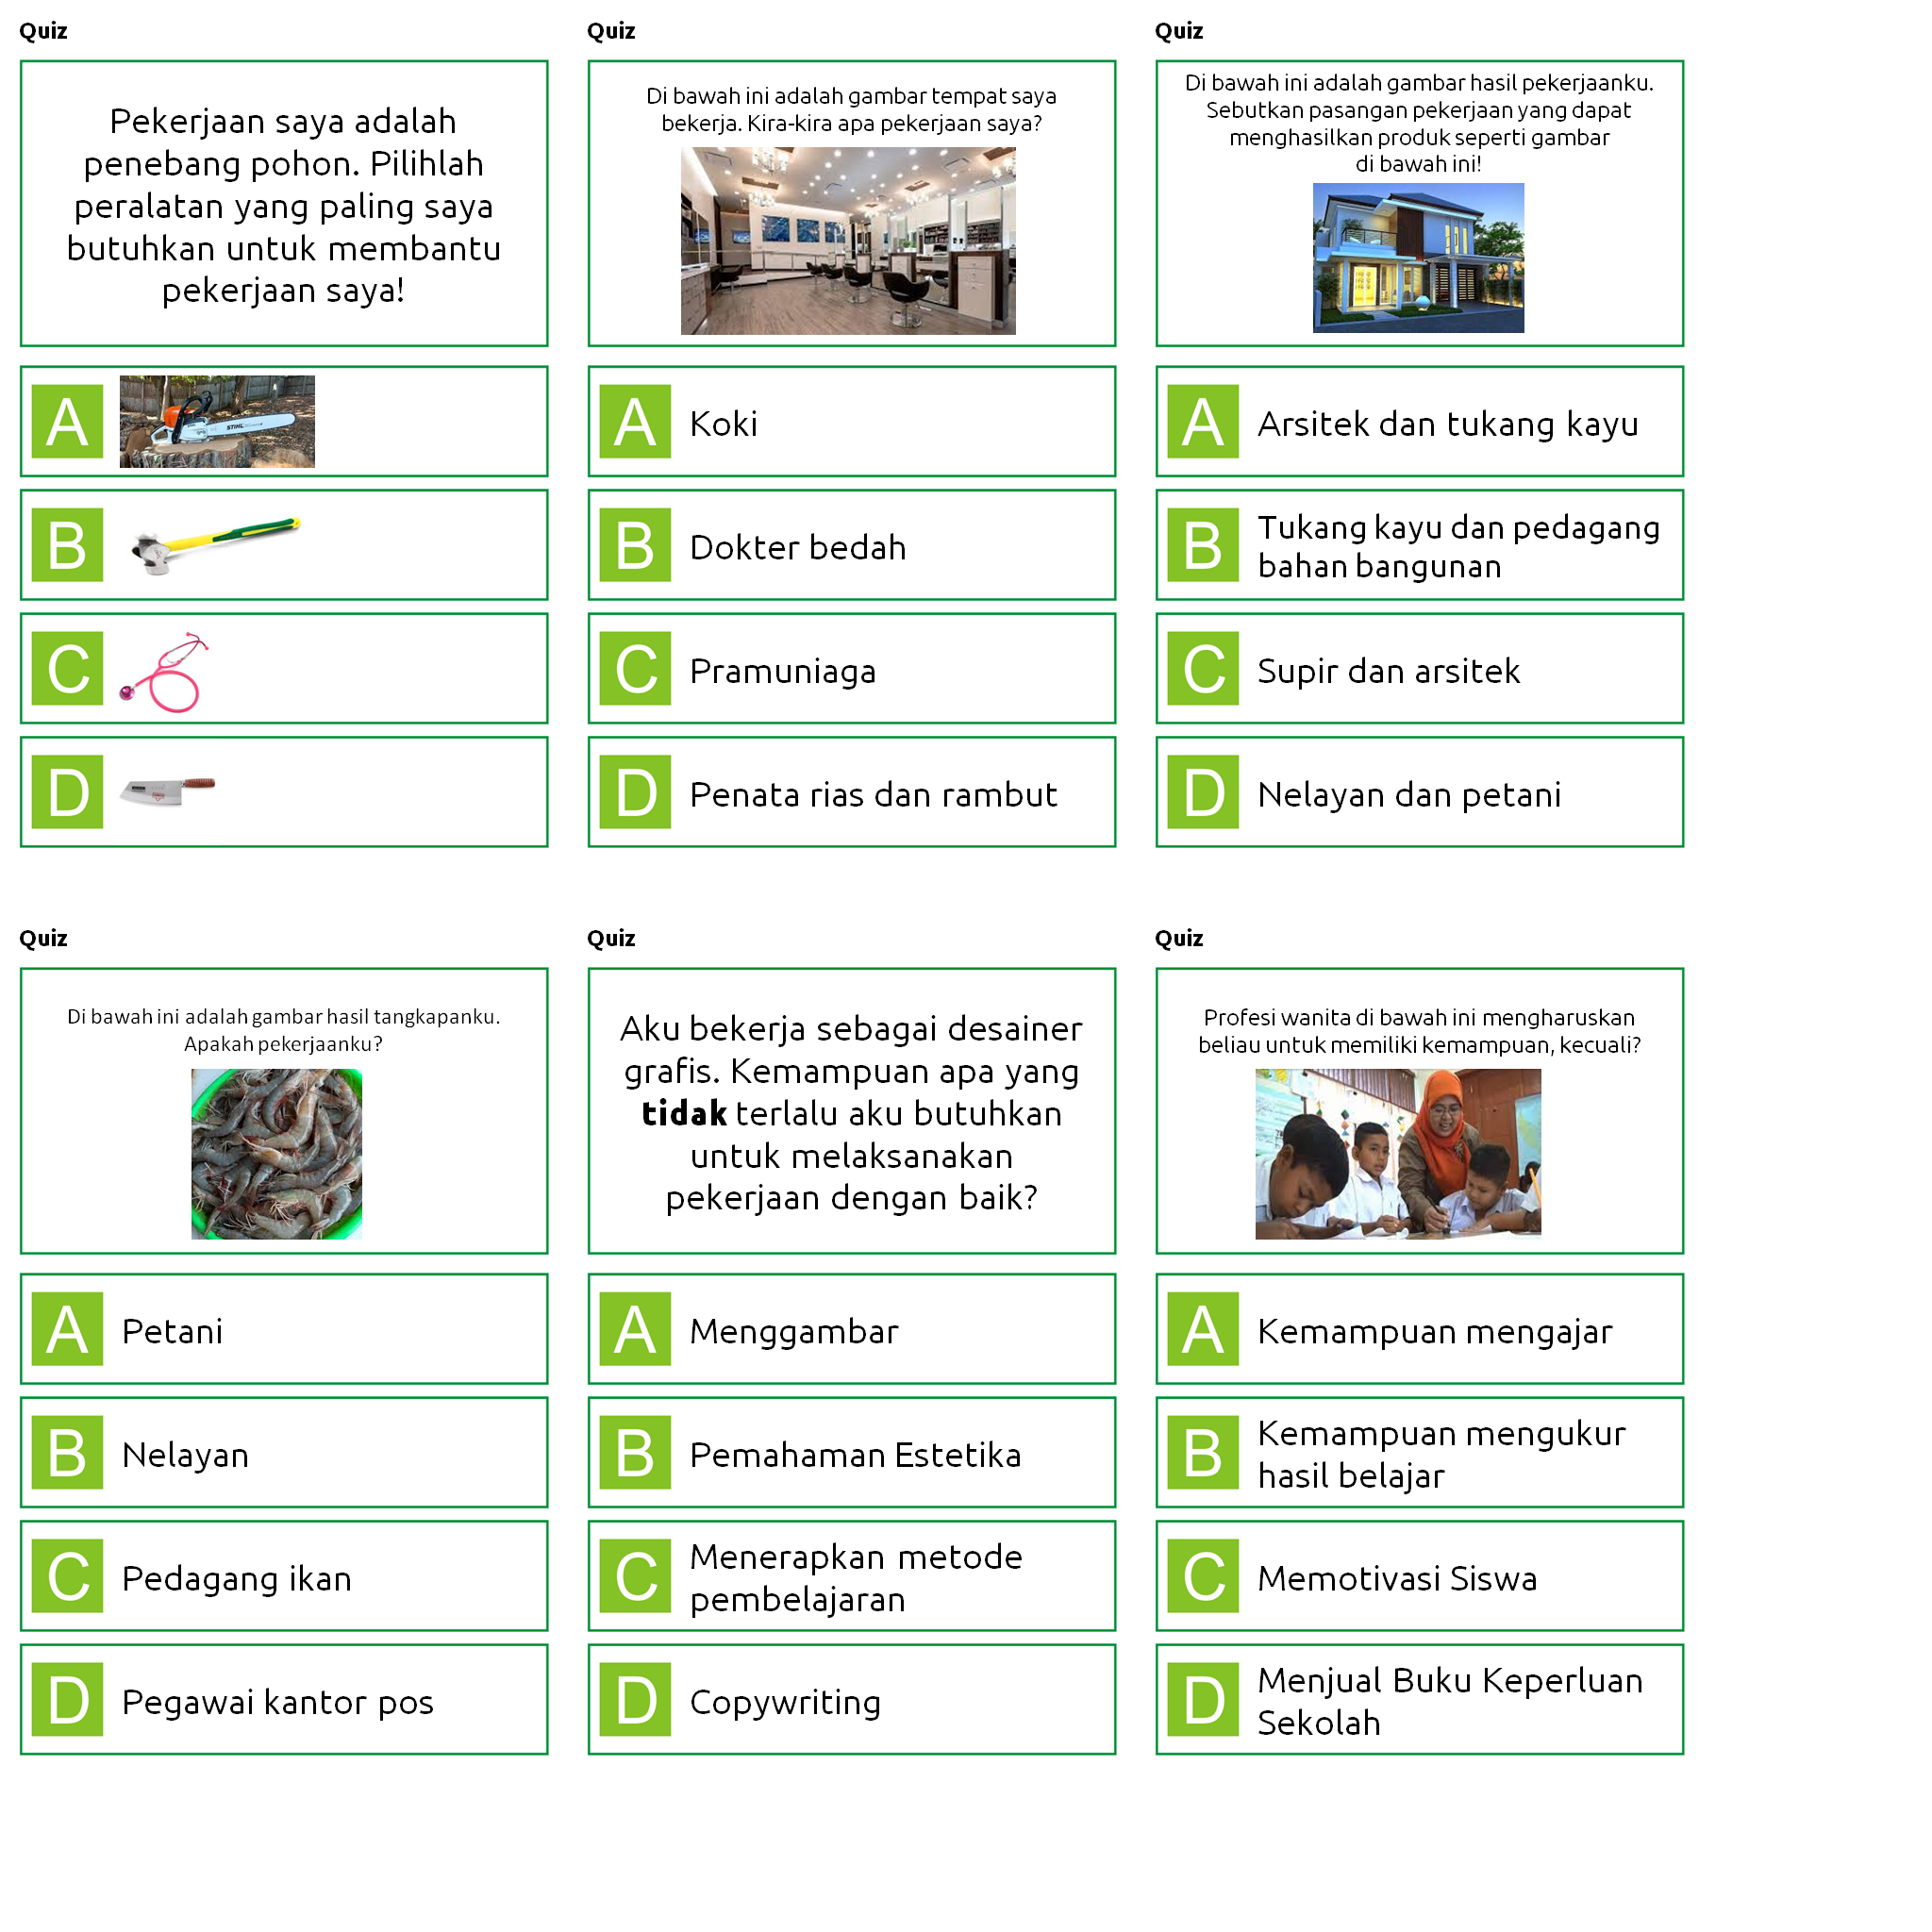 Quiz
Pekerjaan saya adalah
penebang pohon. Pilihlah
peralatan yang paling saya
butuhkan untuk membantu
pekerjaan saya!
A
STIHL
B
C
D
Quiz
Di bawah ini adalah gambar tempat saya
bekerja. Kira-kira apa pekerjaan saya?
A Koki
B Dokter bedah
C Pramuniaga
D Penata rias dan rambut
Quiz
Di bawah ini adalah gambar hasil pekerjaanku.
Sebutkan pasangan pekerjaan yang dapat
menghasilkan produk seperti gambar
di bawah ini!
A Arsitek dan tukang kayu
B Tukang kayu dan pedagang
bahan bangunan
C Supir dan arsitek
D Nelayan dan petani
Quiz
Di bawah ini adalah gambar hasil tangkapanku.
Apakah pekerjaanku?
A Petani
B Nelayan
C Pedagang ikan
D Pegawai kantor pos
Quiz
Aku bekerja sebagai desainer
grafis. Kemampuan apa yang
tidak terlalu aku butuhkan
untuk melaksanakan
pekerjaan dengan baik?
A Menggambar
B Pemahaman Estetika
C Menerapkan metode
pembelajaran
D Copywriting
Quiz
Profesi wanita di bawah ini mengharuskan
beliau untuk memiliki kemampuan, kecuali?
A Kemampuan mengajar
B Kemampuan mengukur
hasil belajar
C Memotivasi Siswa
D Menjual Buku Keperluan
Sekolah